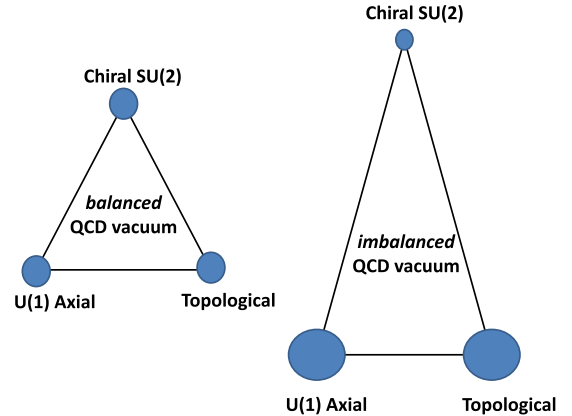 Chiral SU(2)
balanced
QCD vacuum
U(1) Axial
Topological
Chiral SU(2)
imbalanced
QCD vacuum
U(1) Axial
Topological